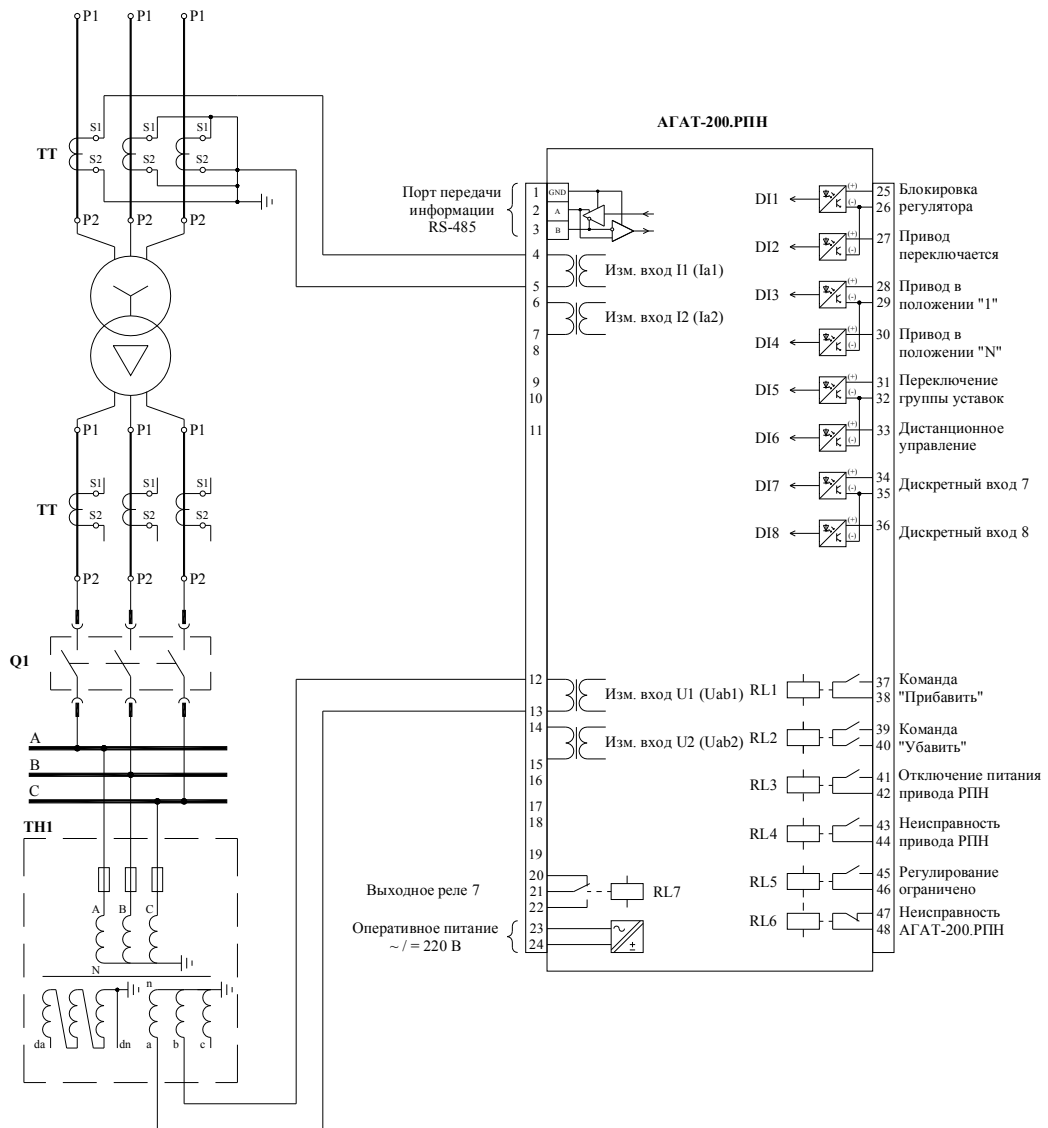 P1 P1 P1
АГАТ-200.РПН
S1 S1 S1
ТТ
S2 S2 S2
P2 P2 P2
Порт передачи
информации
RS-485
1 GND
2 A
3 B
4
Изм. вход I1 (Ia1)
5
6
Изм. вход I2 (Ia2)
7
8
9
10
11
P1 P1 P1
S1 S1 S1
ТТ
S2 S2 S2
P2 P2 P2
Q1
A
B
C
ТН1
A B C
N
n
da dn a b c
12
Изм. вход U1 (Uab1)
13
14
Изм. вход U2 (Uab2)
15
16
17
18
19
20
Выходное реле 7
21
RL7
22
Оперативное питание
~ / = 220 В
23
24
~
±
DI1 (+) 25 Блокировка
(-) 26 регулятора
DI2 (+) 27 Привод
(-) переключается
DI3 (+) 28 Привод в
(-) 29 положении "1"
DI4 (+) 30 Привод в
(-) положении "N"
DI5 (+) 31 Переключение
(-) 32 группы уставок
DI6 (+) 33 Дистанционное
(-) управление
DI7 (+) 34
(-) 35 Дискретный вход 7
DI8 (+) 36
(-) Дискретный вход 8
RL1 37 Команда
38 "Прибавить"
RL2 39 Команда
40 "Убавить"
RL3 41 Отключение питания
42 привода РПН
RL4 43 Неисправность
44 привода РПН
RL5 45 Регулирование
46 ограничено
RL6 47 Неисправность
48 АГАТ-200.РПН